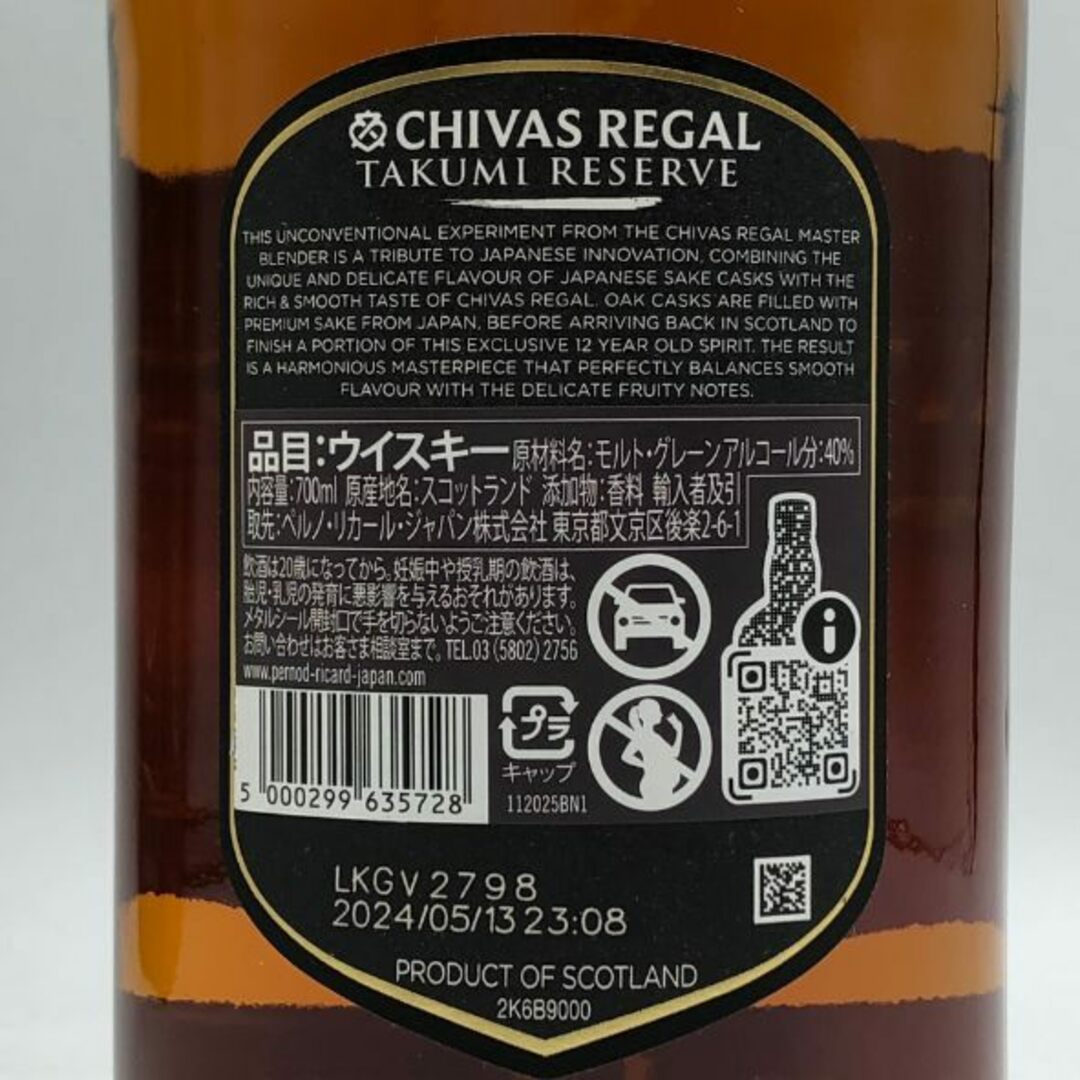 CHIVAS REGAL
TAKUMI RESERVE
THIS UNCONVENTIONAL EXPERIMENT FROM THE CHIVAS REGAL MASTER
BLENDER IS A TRIBUTE TO JAPANESE INNOVATION, COMBINING THE
UNIQUE AND DELICATE FLAVOUR OF JAPANESE SAKE CASKS WITH THE
RICH & SMOOTH TASTE OF CHIVAS REGAL. OAK CASKS ARE FILLED WITH
PREMIUM SAKE FROM JAPAN, BEFORE ARRIVING BACK IN SCOTLAND TO
FINISH A PORTION OF THIS EXCLUSIVE 12 YEAR OLD SPIRIT. THE RESULT
IS A HARMONIOUS MASTERPIECE THAT PERFECTLY BALANCES SMOOTH
FLAVOUR WITH THE DELICATE FRUITY NOTES.
品目:ウイスキー 原材料名:モルト・グレーンアルコール分:40%
内容量:700ml 原産地名:スコットランド 添加物:香料 輸入者及引
取先:ペルノ・リカール・ジャパン株式会社 東京都文京区後楽2-6-1
飲酒は20歳になってから。妊娠中や授乳期の飲酒は、
胎児・乳児の発育に悪影響を与えるおそれがあります。
メタルシール開封口で手を切らないようご注意ください。
お問い合わせはお客さま相談室まで。TEL.03(5802)2756
www.pernod-ricard-japan.com
プラ
キャップ
112025BN1
5 000299 635728
LKGV2798
2024/05/13 23:08
PRODUCT OF SCOTLAND
2K6B9000